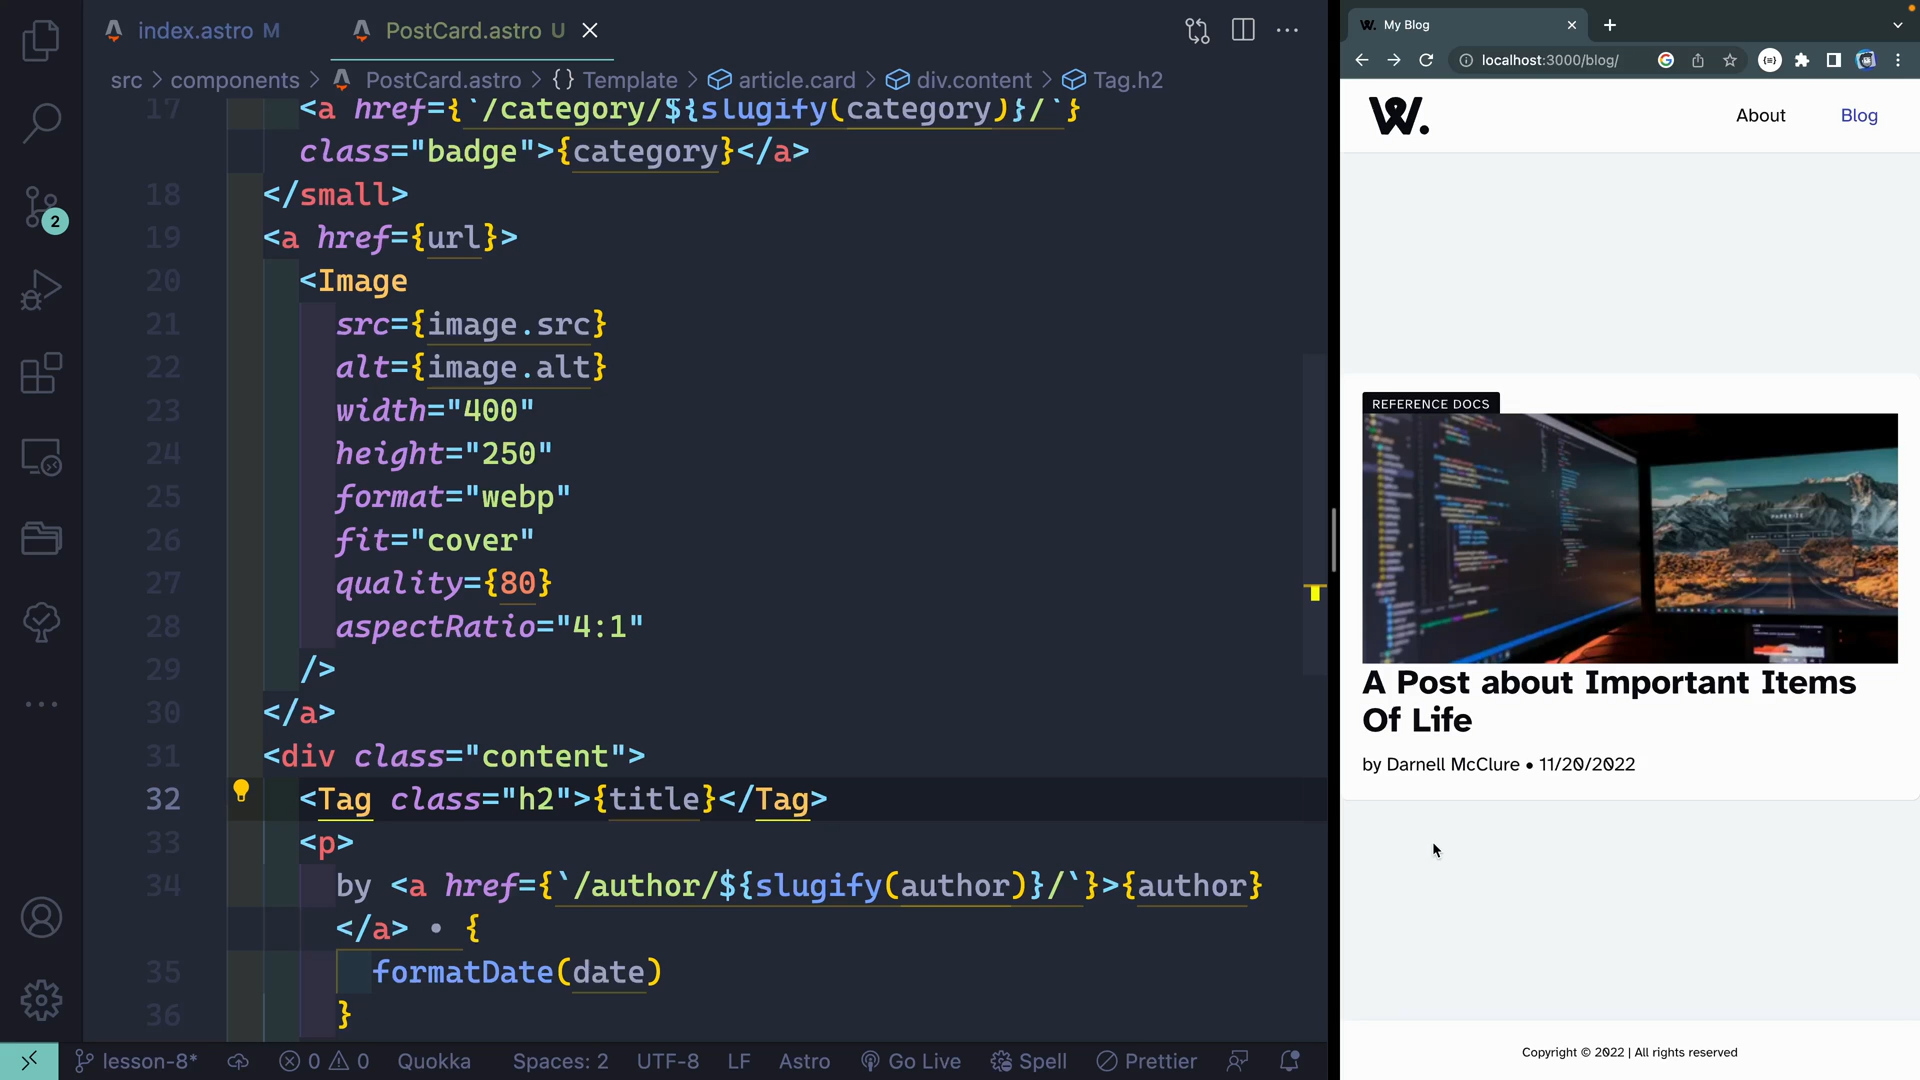 index.astro M
PostCard.astro U
src > components > PostCard.astro > {} Template > article.card > div.content > Tag.h2
17 <a href={`/category/${slugify(category)}/`}
class="badge">{category}</a>
18 </small>
19 <a href={url}>
20 <Image
21 src={image.src}
22 alt={image.alt}
23 width="400"
24 height="250"
25 format="webp"
26 fit="cover"
27 quality={80}
28 aspectRatio="4:1"
29 />
30 </a>
31 <div class="content">
32 <Tag class="h2">{title}</Tag>
33 <p>
34 by <a href={`/author/${slugify(author)}/`}>{author}
</a> • {
35 formatDate(date)
36 }
2
lesson-8* 0 0 Quokka Spaces: 2 UTF-8 LF Astro Go Live Spell Prettier
My Blog
localhost:3000/blog/
W.
About
Blog
REFERENCE DOCS
A Post about Important Items
Of Life
by Darnell McClure • 11/20/2022
Copyright © 2022 | All rights reserved